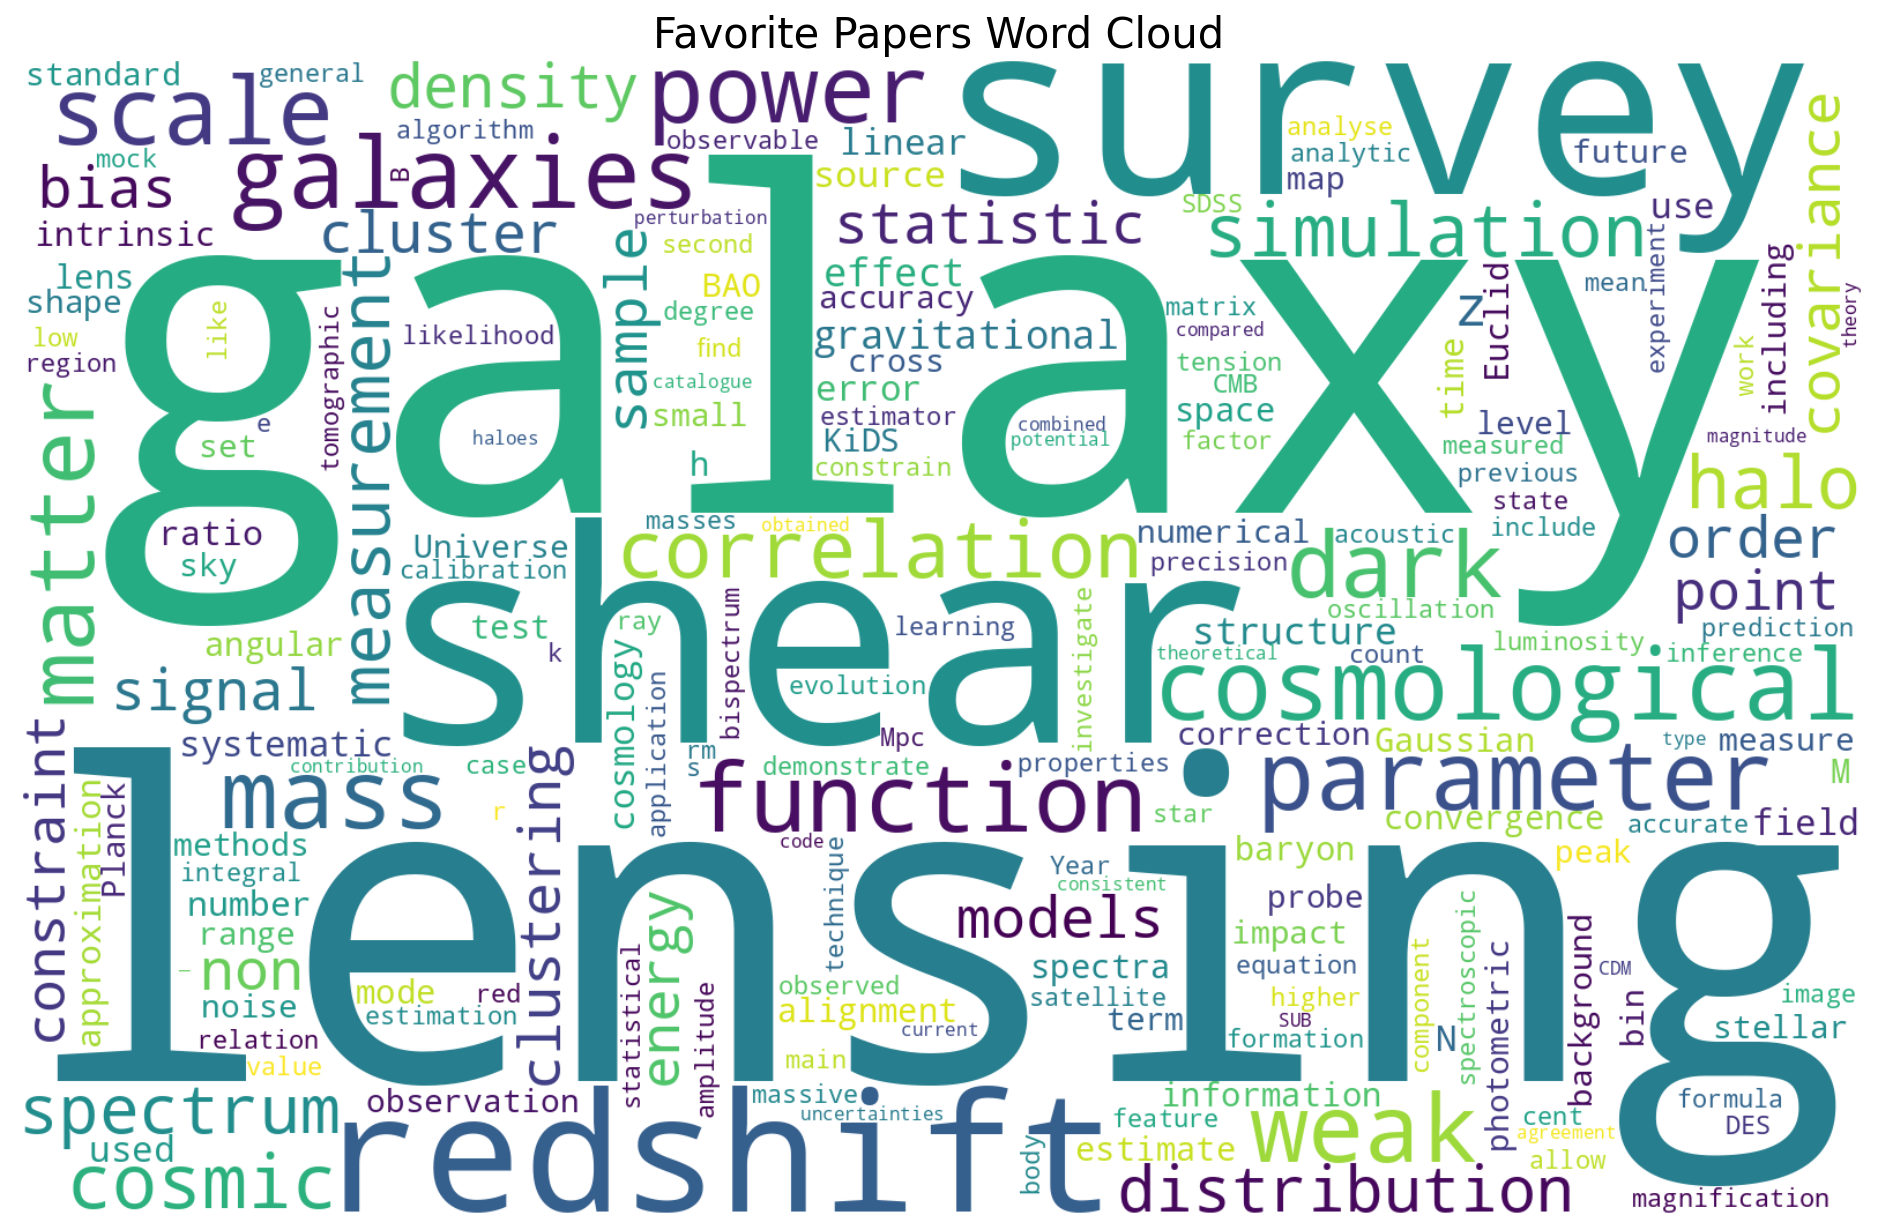 Favorite Papers Word Cloud
standard
general
scale
density
power
survey
algorithm
observable
linear
analyse
analytic
future
mock
galaxies
B
source
map
bias
covariance
intrinsic
cluster
perturbation
statistic
SDSS
simulation
use
second
sample
lens
galaxy
BAO
effect
mean
experiment
including
theory
shape
like
tomographic
measurement
degree
accuracy
matrix
Z
Euclid
low
likelihood
find
gravitational
compared
region
cross
tension
time
work
catalogue
CMB
matter
error
small
estimator
space
level
magnitude
e
haloes
combined
potential
set
KiDS
factor
measured
h
constrain
previous
halo
state
ratio
masses
obtained
numerical
include
order
Universe
correlation
acoustic
sky
calibration
precision
dark
point
shear
oscillation
angular
test
ray
learning
structure
luminosity
prediction
k
cosmology
bispectrum
investigate
theoretical
count
inference
signal
evolution
cosmological
application
systematic
constraint
clustering
Mpc
correction
Gaussian
type
measure
contribution
case
rm
s
demonstrate
properties
M
mass
function
parameter
approximation
Planck
r
star
convergence
accurate
field
lensing
methods
code
technique
baryon
peak
integral
Year
consistent
number
energy
models
probe
range
impact
spectroscopic
non
statistical
spectra
equation
component
photometric
background
CDM
–
mode
red
observed
noise
estimation
amplitude
alignment
satellite
higher
bin
image
current
term
SUB
N
stellar
relation
formation
value
main
spectrum
observation
massive
information
formula
redshift
uncertainties
feature
weak
cent
DES
used
body
estimate
agreement
allow
cosmic
distribution
magnification